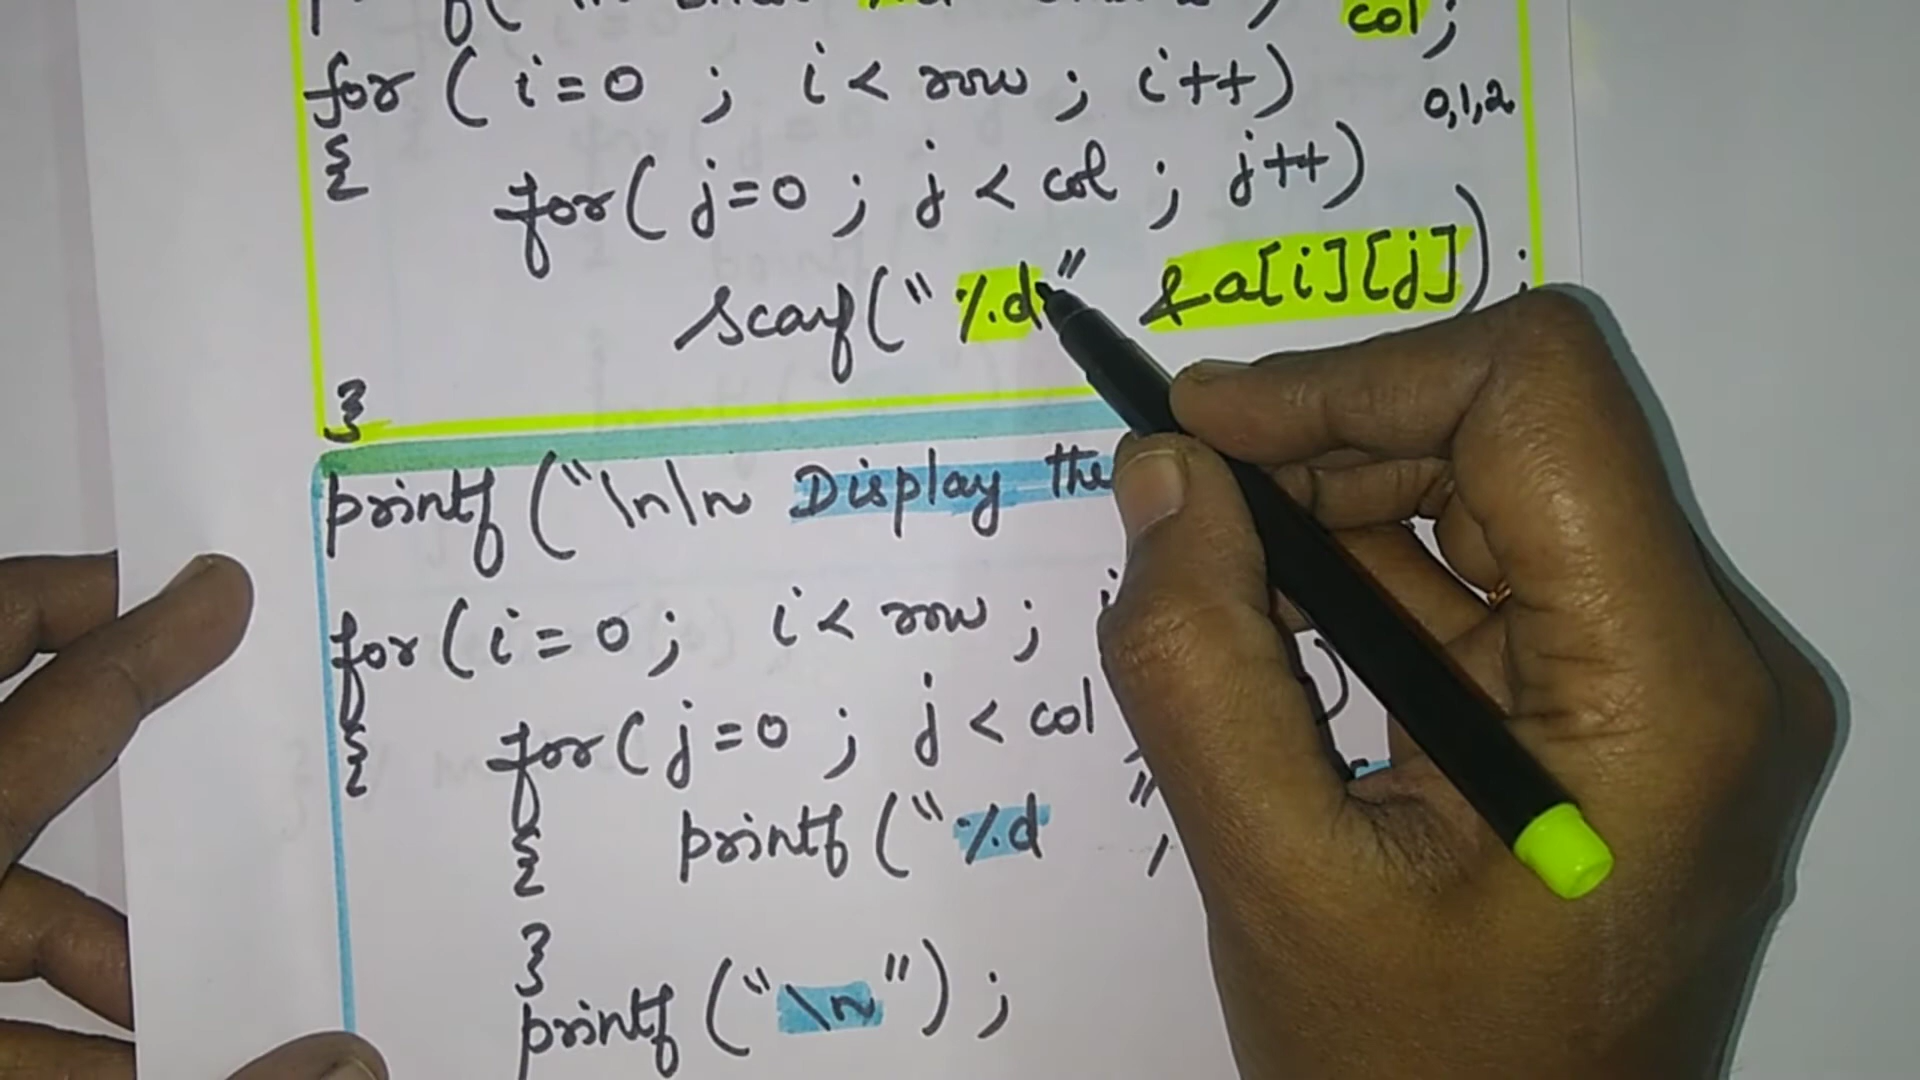 col;
for ( i=0 ; i < row ; i++)
0,1,2
{
for( j=0 ; j < col ; j++)
scanf(" %d" &a[i][j]) ;
}
printf ("\n\n Display the
for( i = 0 ; i < row ; i
{
for( j=0 ; j < col ; )
{
printf (" %d " ,
}
printf ("\n") ;